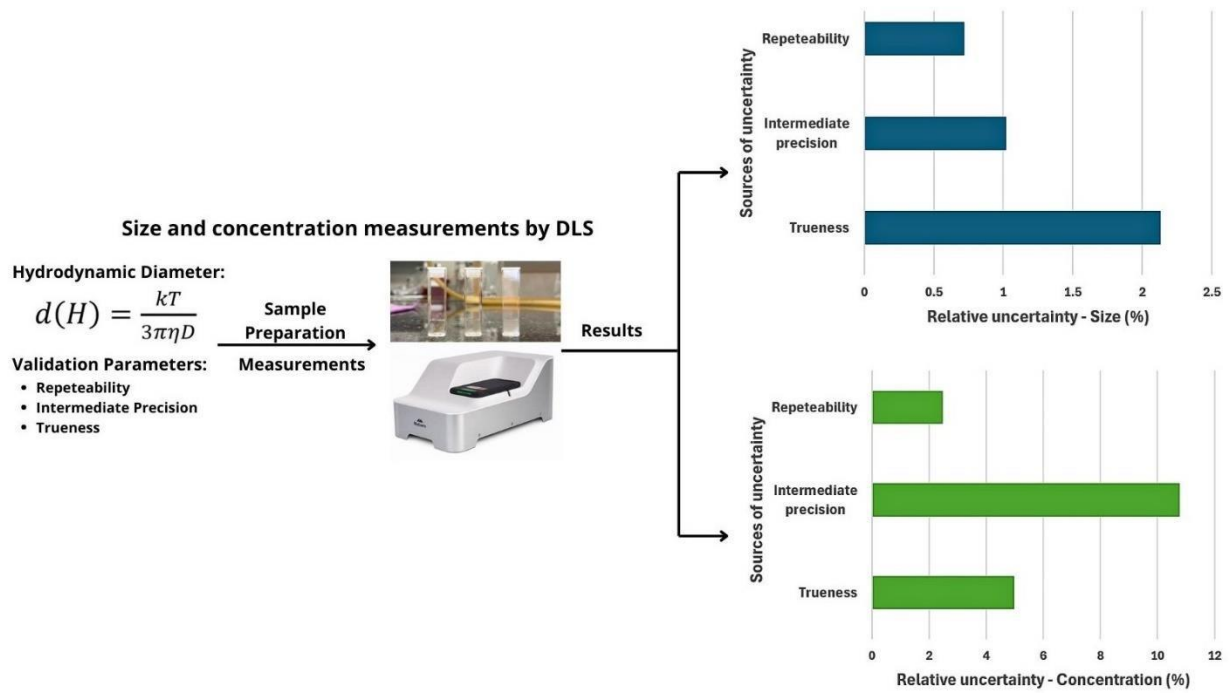 Size and concentration measurements by DLS
Hydrodynamic Diameter:
d(H) = kT / 3πηD
Validation Parameters:
• Repeteability
• Intermediate Precision
• Trueness
Sample
Preparation
Measurements
Results
Sources of uncertainty
Repeteability
Intermediate
precision
Trueness
0 0.5 1 1.5 2 2.5
Relative uncertainty - Size (%)
Sources of uncertainty
Repeteability
Intermediate
precision
Trueness
0 2 4 6 8 10 12
Relative uncertainty - Concentration (%)